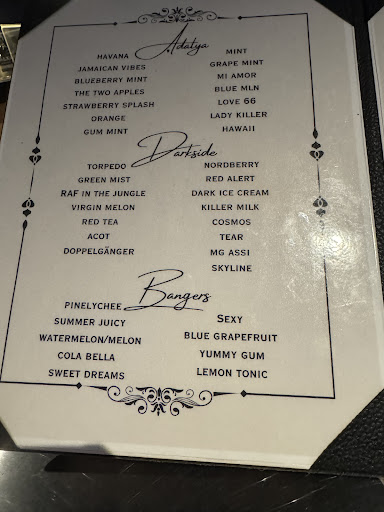 Adalya
HAVANA
JAMAICAN VIBES
BLUEBERRY MINT
THE TWO APPLES
STRAWBERRY SPLASH
ORANGE
GUM MINT
MINT
GRAPE MINT
MI AMOR
BLUE MLN
LOVE 66
LADY KILLER
HAWAII
Darkside
TORPEDO
GREEN MIST
RAF IN THE JUNGLE
VIRGIN MELON
RED TEA
ACOT
DOPPELGÄNGER
NORDBERRY
RED ALERT
DARK ICE CREAM
KILLER MILK
COSMOS
TEAR
MG ASSI
SKYLINE
Bangers
PINELYCHEE
SUMMER JUICY
WATERMELON/MELON
COLA BELLA
SWEET DREAMS
SEXY
BLUE GRAPEFRUIT
YUMMY GUM
LEMON TONIC